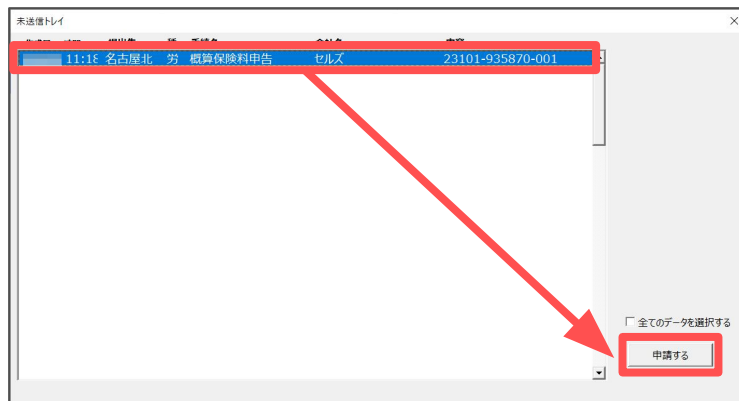 未送信トレイ
11:18 名古屋北 労 概算保険料申告 セルズ 23101-935870-001
全てのデータを選択する
申請する